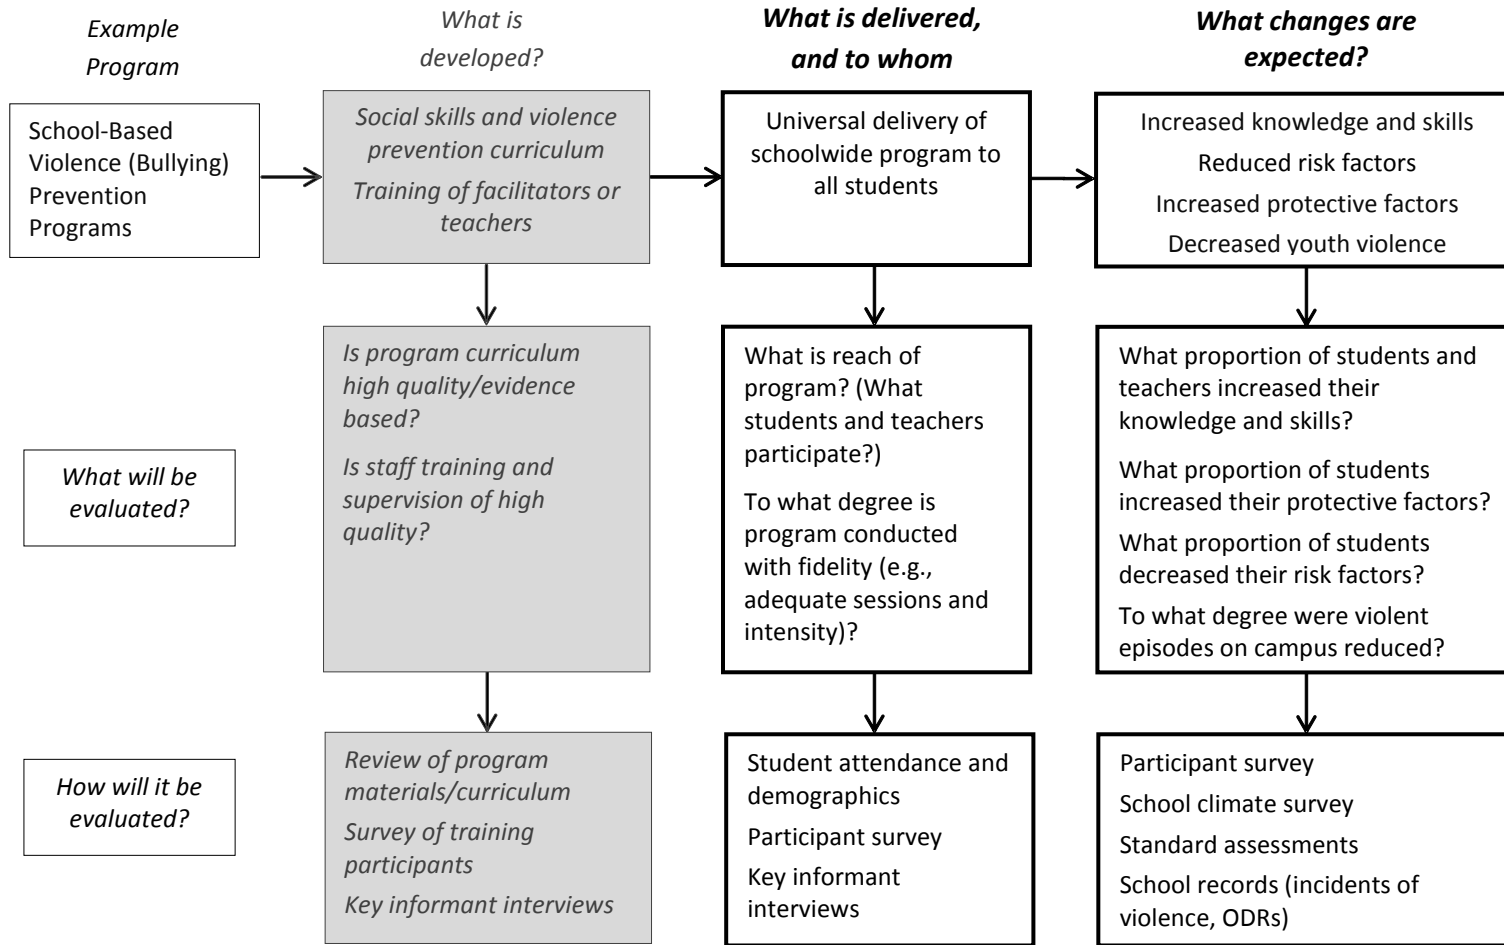 Example
Program
What is
developed?
What is delivered,
and to whom
What changes are
expected?
School-Based
Violence (Bullying)
Prevention
Programs
Social skills and violence
prevention curriculum
Training of facilitators or
teachers
Universal delivery of
schoolwide program to
all students
Increased knowledge and skills
Reduced risk factors
Increased protective factors
Decreased youth violence
What will be
evaluated?
Is program curriculum
high quality/evidence
based?
Is staff training and
supervision of high
quality?
What is reach of
program? (What
students and teachers
participate?)
To what degree is
program conducted
with fidelity (e.g.,
adequate sessions and
intensity)?
What proportion of students and
teachers increased their
knowledge and skills?
What proportion of students
increased their protective factors?
What proportion of students
decreased their risk factors?
To what degree were violent
episodes on campus reduced?
How will it be
evaluated?
Review of program
materials/curriculum
Survey of training
participants
Key informant interviews
Student attendance and
demographics
Participant survey
Key informant
interviews
Participant survey
School climate survey
Standard assessments
School records (incidents of
violence, ODRs)